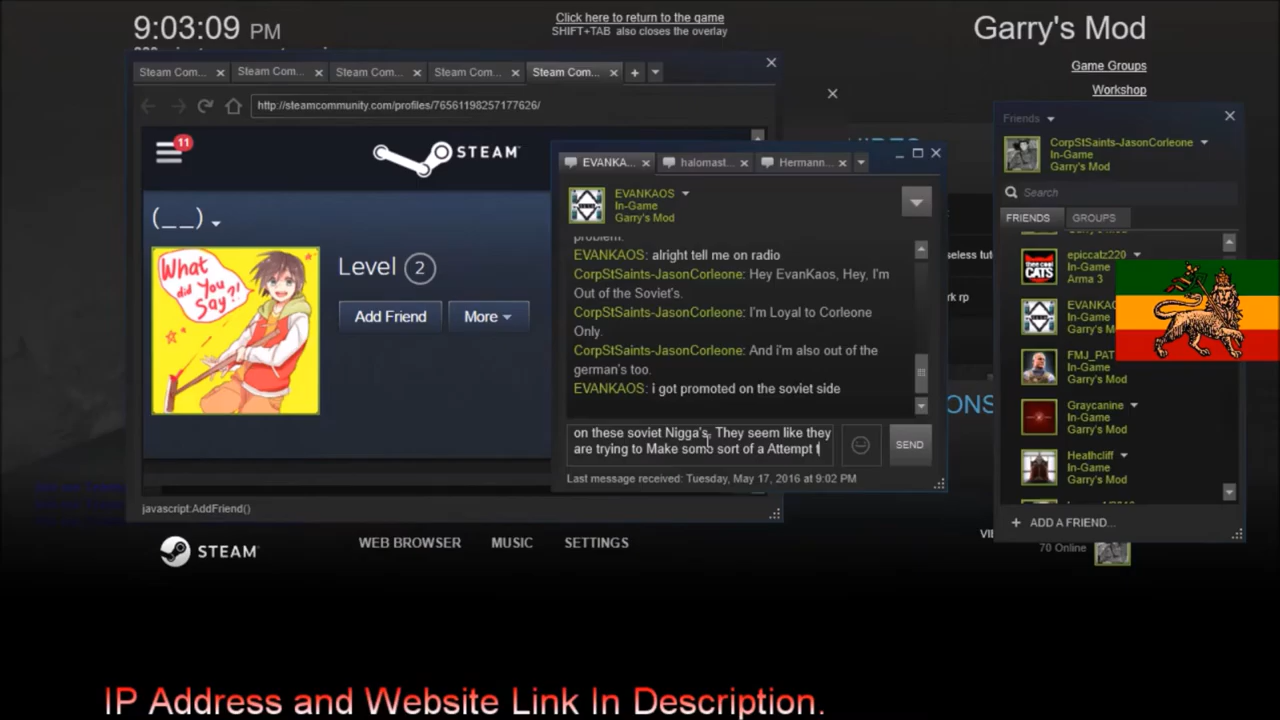 9:03:09 PM
Click here to return to the game
SHIFT+TAB also closes the overlay
Garry's Mod
Game Groups
Workshop
Steam Com...
Steam Com...
Steam Com...
Steam Com...
Steam Com...
http://steamcommunity.com/profiles/76561198257177626/
11
STEAM
(__)
What did You Say?!
Level 2
Add Friend
More
javascript:AddFriend()
EVANKA...
halomast...
Hermann...
EVANKAOS
In-Game
Garry's Mod
problem.
EVANKAOS: alright tell me on radio
CorpStSaints-JasonCorleone: Hey EvanKaos, Hey, I'm
Out of the Soviet's.
CorpStSaints-JasonCorleone: I'm Loyal to Corleone
Only.
CorpStSaints-JasonCorleone: And i'm also out of the
german's too.
EVANKAOS: i got promoted on the soviet side
on these soviet Nigga's, They seem like they
are trying to Make some sort of a Attempt t
SEND
Last message received: Tuesday, May 17, 2016 at 9:02 PM
Friends
CorpStSaints-JasonCorleone
In-Game
Garry's Mod
Search
FRIENDS
GROUPS
epiccatz220
In-Game
Arma 3
EVANKAO
In-Game
Garry's M
FMJ_PAT
In-Game
Garry's Mod
Graycanine
In-Game
Garry's Mod
Heathcliff
In-Game
Garry's Mod
+ ADD A FRIEND...
70 Online
STEAM
WEB BROWSER
MUSIC
SETTINGS
IP Address and Website Link In Description.